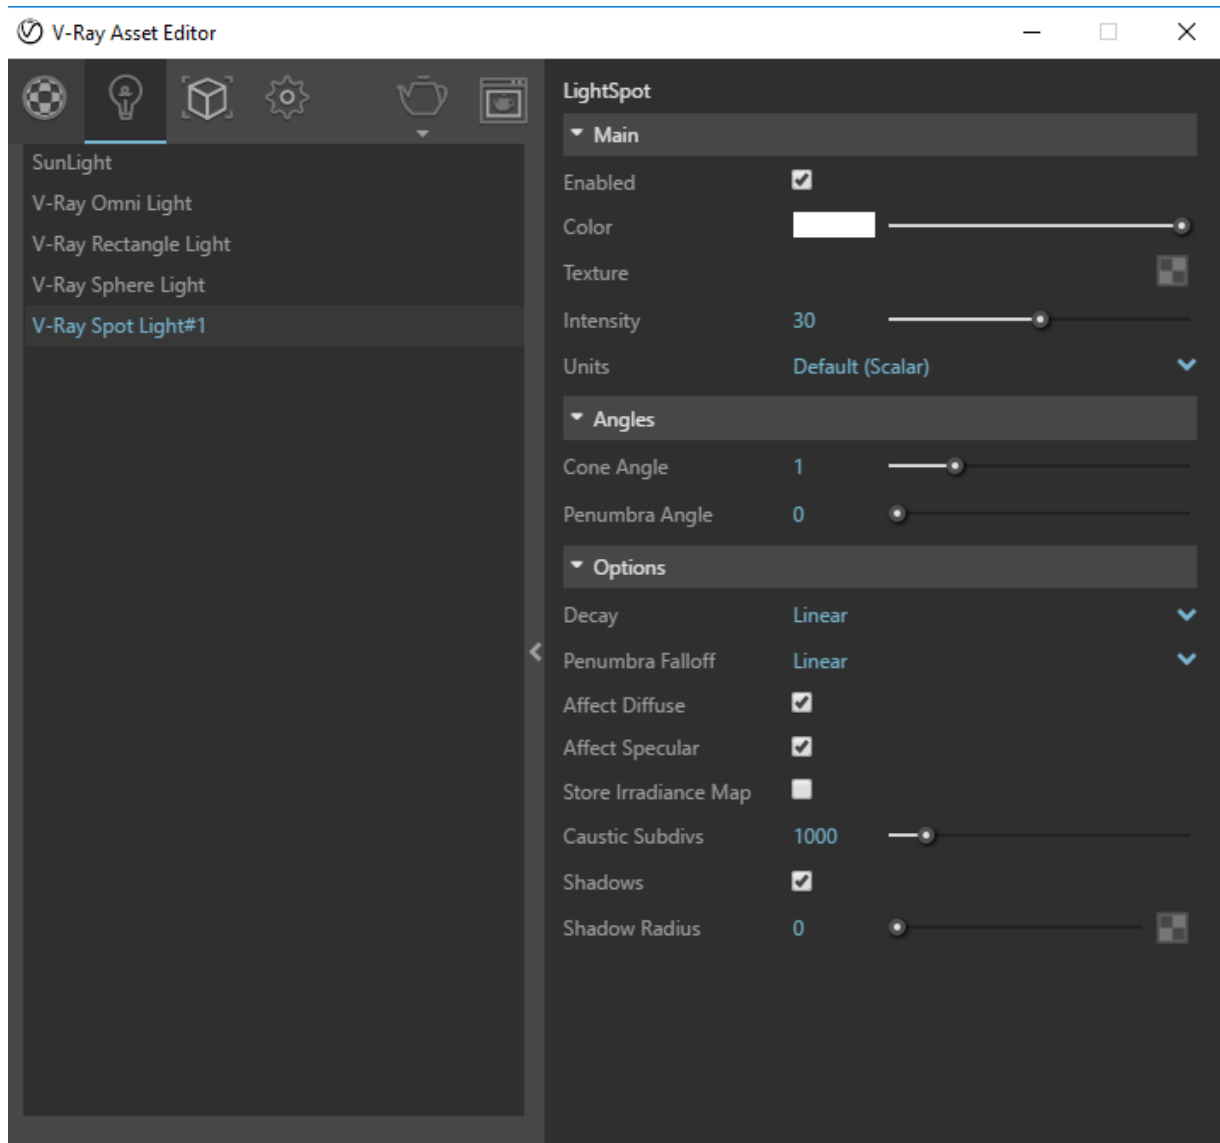 V-Ray Asset Editor
SunLight
V-Ray Omni Light
V-Ray Rectangle Light
V-Ray Sphere Light
V-Ray Spot Light#1
LightSpot
Main
Enabled
Color
Texture
Intensity 30
Units Default (Scalar)
Angles
Cone Angle 1
Penumbra Angle 0
Options
Decay Linear
Penumbra Falloff Linear
Affect Diffuse
Affect Specular
Store Irradiance Map
Caustic Subdivs 1000
Shadows
Shadow Radius 0